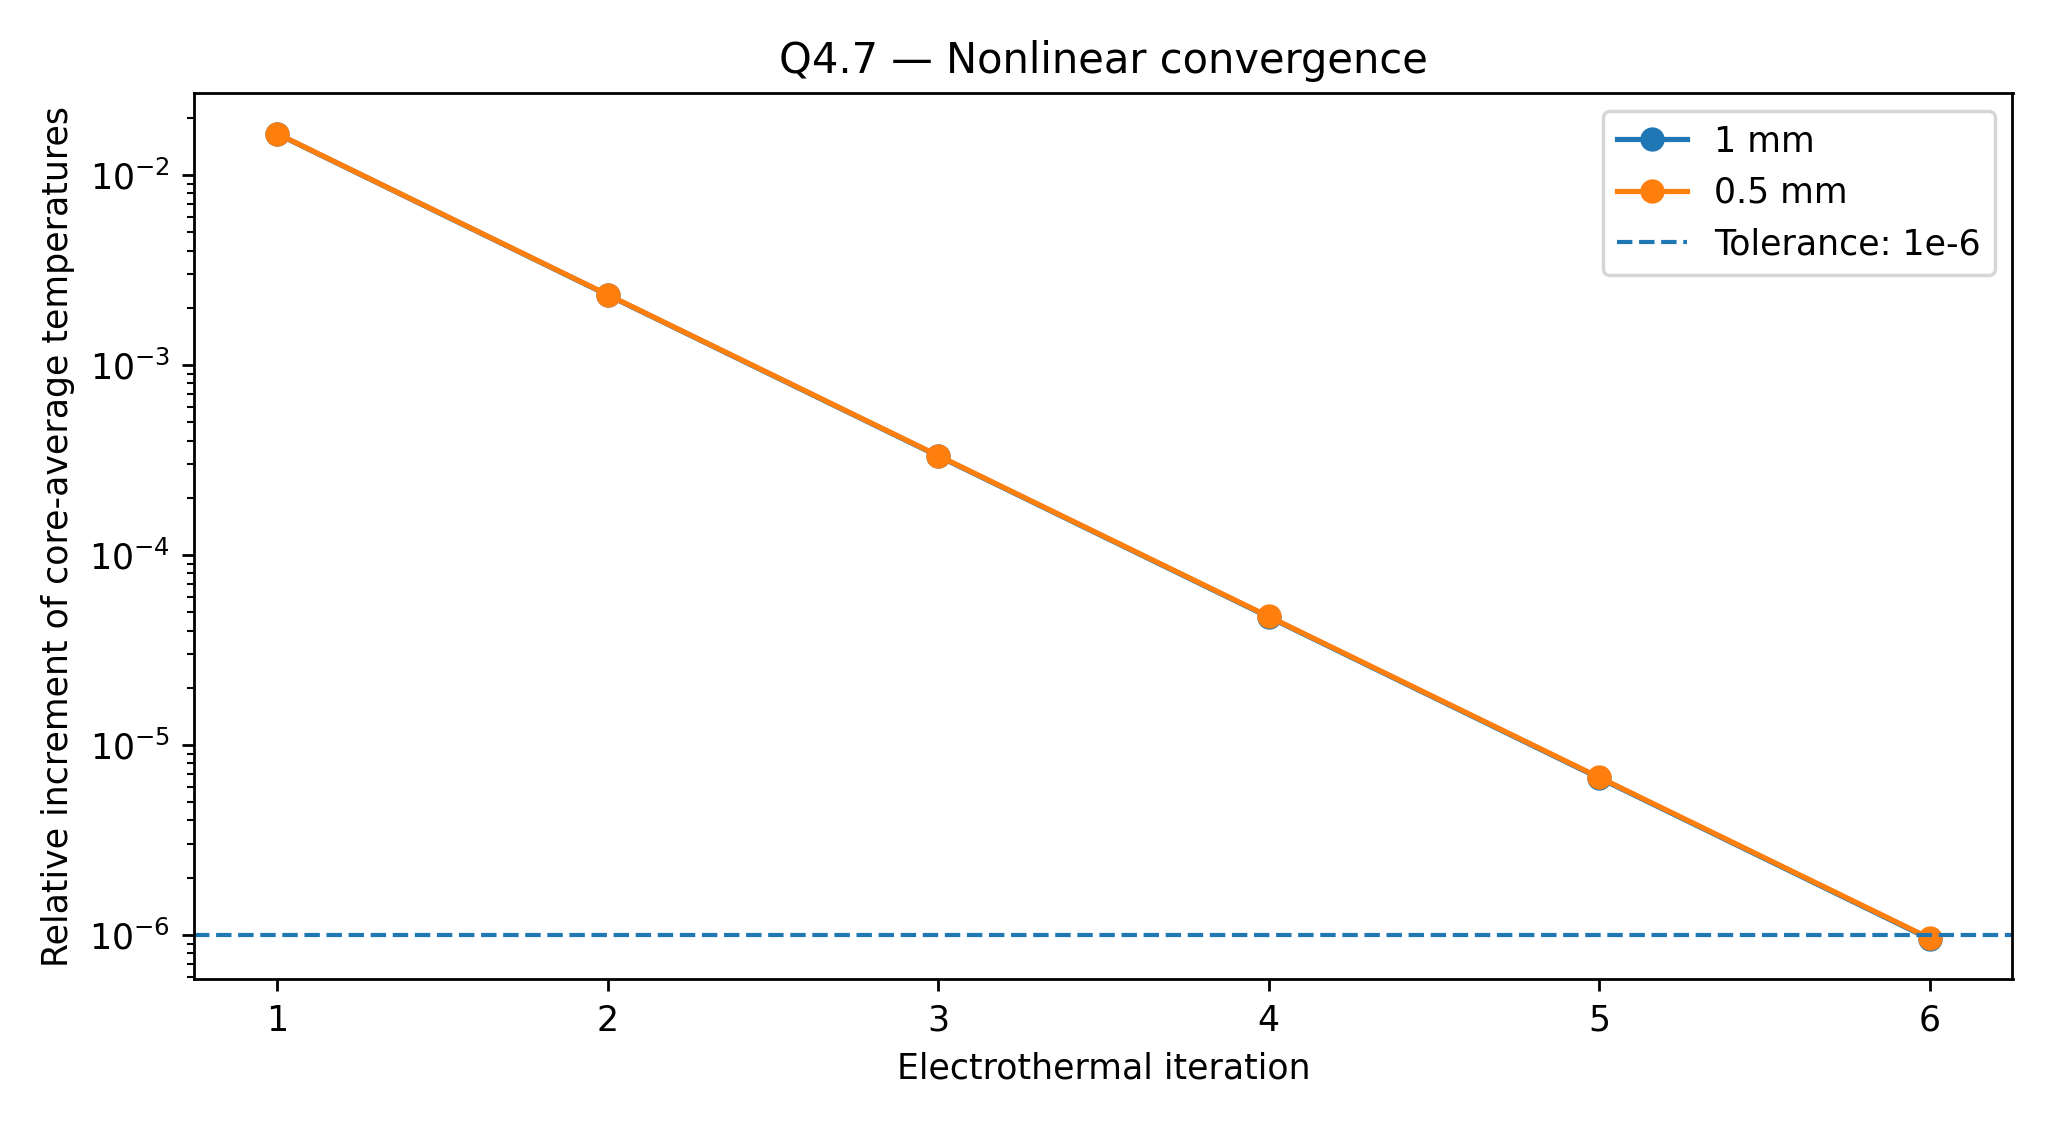 Q4.7 — Nonlinear convergence
Relative increment of core-average temperatures
10⁻²
10⁻³
10⁻⁴
10⁻⁵
10⁻⁶
1 mm
0.5 mm
Tolerance: 1e-6
1 2 3 4 5 6
Electrothermal iteration